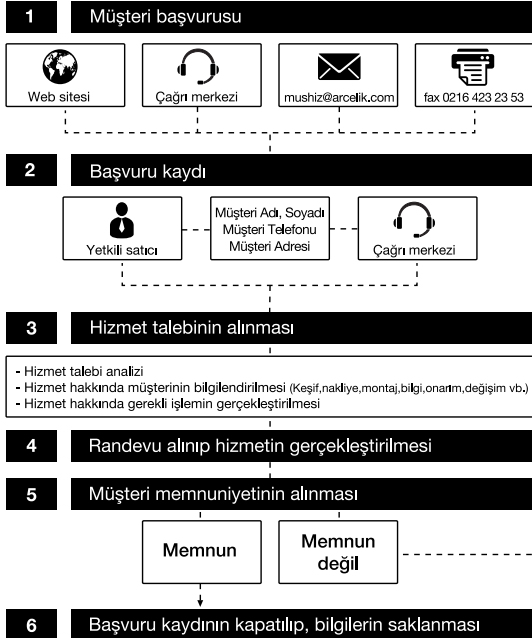 1 Müşteri başvurusu
Web sitesi
Çağrı merkezi
mushiz@arcelik.com
fax 0216 423 23 53
2 Başvuru kaydı
Yetkili satıcı
Müşteri Adı, Soyadı
Müşteri Telefonu
Müşteri Adresi
Çağrı merkezi
3 Hizmet talebinin alınması
- Hizmet talebi analizi
- Hizmet hakkında müşterinin bilgilendirilmesi (Keşif,nakliye,montaj,bilgi,onarım,değişim vb.)
- Hizmet hakkında gerekli işlemin gerçekleştirilmesi
4 Randevu alınıp hizmetin gerçekleştirilmesi
5 Müşteri memnuniyetinin alınması
Memnun
Memnun
değil
6 Başvuru kaydının kapatılıp, bilgilerin saklanması